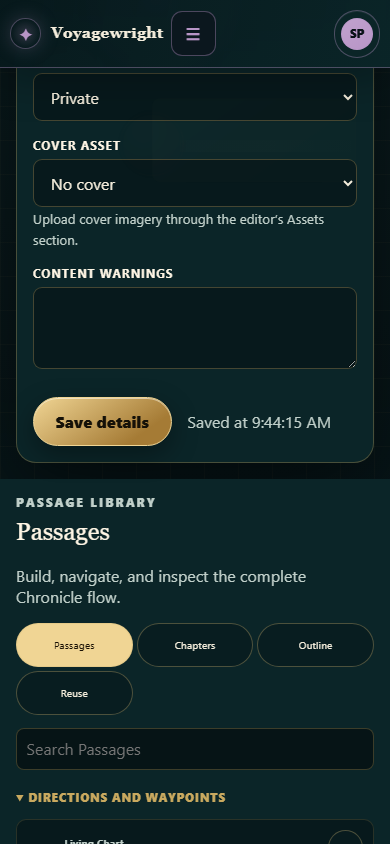 Voyagewright
SP
Private
COVER ASSET
No cover
Upload cover imagery through the editor’s Assets
section.
CONTENT WARNINGS
Save details
Saved at 9:44:15 AM
PASSAGE LIBRARY
Passages
Build, navigate, and inspect the complete
Chronicle flow.
Passages
Chapters
Outline
Reuse
Search Passages
DIRECTIONS AND WAYPOINTS
Living Chart